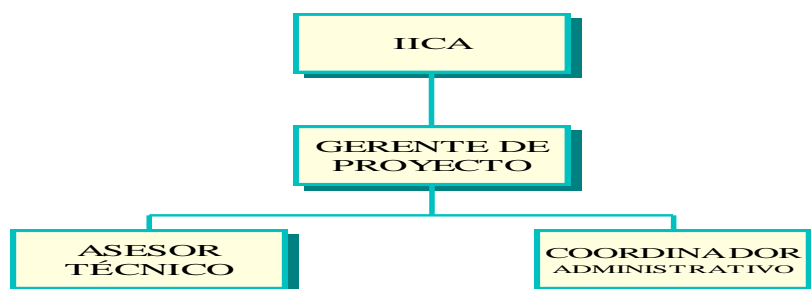 IICA
GERENTE DE
PROYECTO
ASESOR
TÉCNICO
COORDINADOR
ADMINISTRATIVO